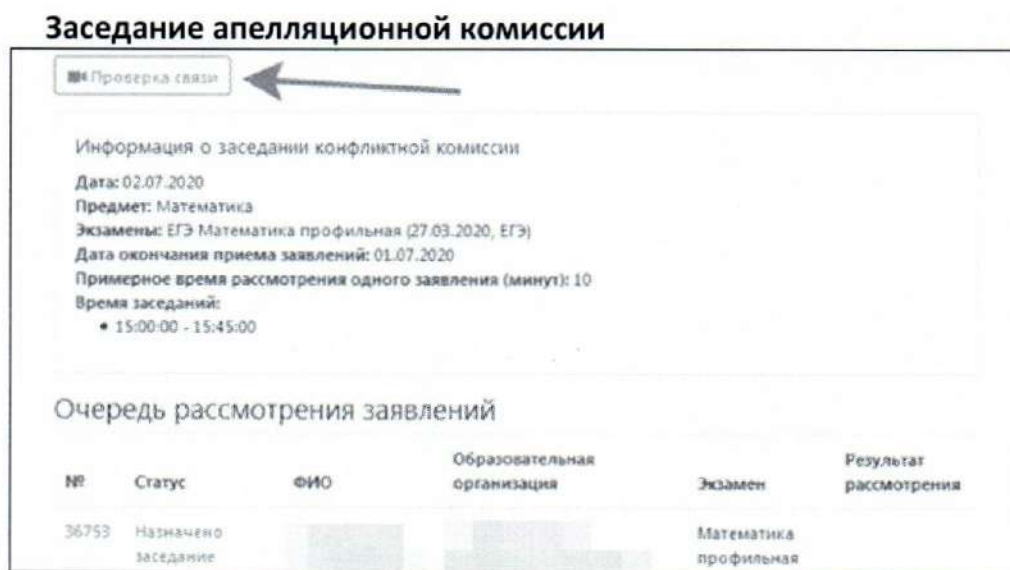 Заседание апелляционной комиссии
Проверка связи
Информация о заседании конфликтной комиссии
Дата: 02.07.2020
Предмет: Математика
Экзамены: ЕГЭ Математика профильная (27.03.2020, ЕГЭ)
Дата окончания приема заявлений: 01.07.2020
Примерное время рассмотрения одного заявления (минут): 10
Время заседаний:
• 15:00:00 - 15:45:00
Очередь рассмотрения заявлений
№ Статус ФИО Образовательная организация Экзамен Результат рассмотрения
36753 Назначено заседание Математика профильная